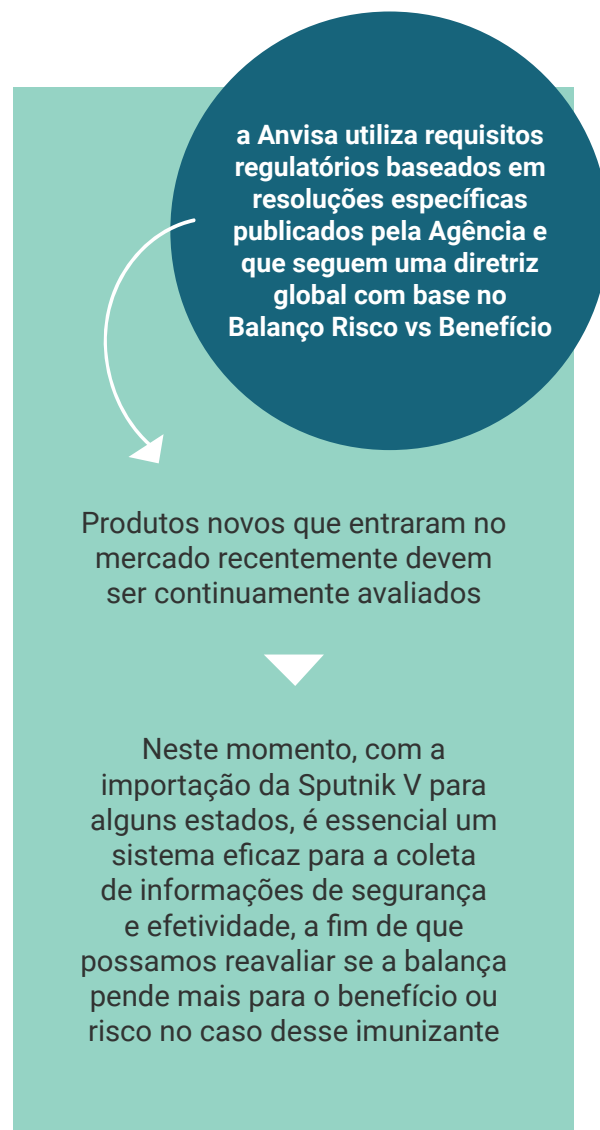 a Anvisa utiliza requisitos
regulatórios baseados em
resoluções específicas
publicados pela Agência e
que seguem uma diretriz
global com base no
Balanço Risco vs Benefício
Produtos novos que entraram no
mercado recentemente devem
ser continuamente avaliados
Neste momento, com a
importação da Sputnik V para
alguns estados, é essencial um
sistema eficaz para a coleta
de informações de segurança
e efetividade, a fim de que
possamos reavaliar se a balança
pende mais para o benefício ou
risco no caso desse imunizante